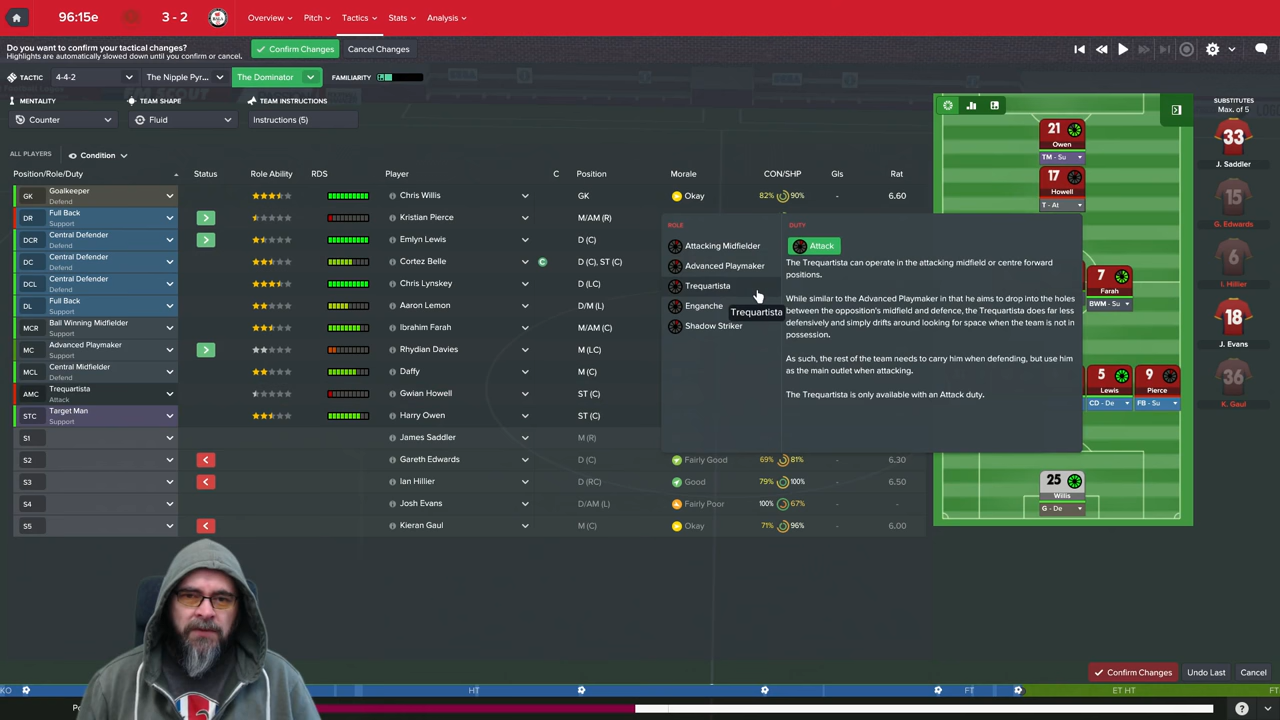 96:15e
3 - 2
BALA
Overview
Pitch
Tactics
Stats
Analysis
Do you want to confirm your tactical changes?
Highlights are automatically slowed down until you confirm or cancel.
Confirm Changes
Cancel Changes
TACTIC
4-4-2
The Nipple Pyr...
The Dominator
FAMILIARITY
MENTALITY
TEAM SHAPE
TEAM INSTRUCTIONS
Counter
Fluid
Instructions (5)
ALL PLAYERS
Condition
Position/Role/Duty
Status
Role Ability
RDS
Player
C
Position
Morale
CON/SHP
Gls
Rat
GK Goalkeeper Defend Chris Willis GK Okay 82% 90% - 6.60
DR Full Back Support Kristian Pierce M/AM (R)
DCR Central Defender Defend Emlyn Lewis D (C)
DC Central Defender Defend Cortez Belle C D (C), ST (C)
DCL Central Defender Defend Chris Lynskey D (LC)
DL Full Back Support Aaron Lemon D/M (L)
MCR Ball Winning Midfielder Support Ibrahim Farah M/AM (C)
MC Advanced Playmaker Support Rhydian Davies M (LC)
MCL Central Midfielder Defend Daffy M (C)
AMC Trequartista Attack Gwian Howell ST (C)
STC Target Man Support Harry Owen ST (C)
S1 James Saddler M (R)
S2 Gareth Edwards D (C) Fairly Good 69% 81% - 6.30
S3 Ian Hillier D (RC) Good 79% 100% - 6.50
S4 Josh Evans D/AM (L) Fairly Poor 100% 67% - -
S5 Kieran Gaul M (C) Okay 71% 96% - 6.00
ROLE
DUTY
Attacking Midfielder
Advanced Playmaker
Trequartista
Enganche
Shadow Striker
Trequartista
Attack
The Trequartista can operate in the attacking midfield or centre forward
positions.
While similar to the Advanced Playmaker in that he aims to drop into the holes
between the opposition's midfield and defence, the Trequartista does far less
defensively and simply drifts around looking for space when the team is not in
possession.
As such, the rest of the team needs to carry him when defending, but use him
as the main outlet when attacking.
The Trequartista is only available with an Attack duty.
21
Owen
TM - Su
17
Howell
T - At
7
Farah
BWM - Su
5
Lewis
CD - De
9
Pierce
FB - Su
25
Willis
G - De
SUBSTITUTES
Max. of 5
33
J. Saddler
15
G. Edwards
I. Hillier
18
J. Evans
36
K. Gaul
Confirm Changes
Undo Last
Cancel
KO
HT
FT
ET HT
FT